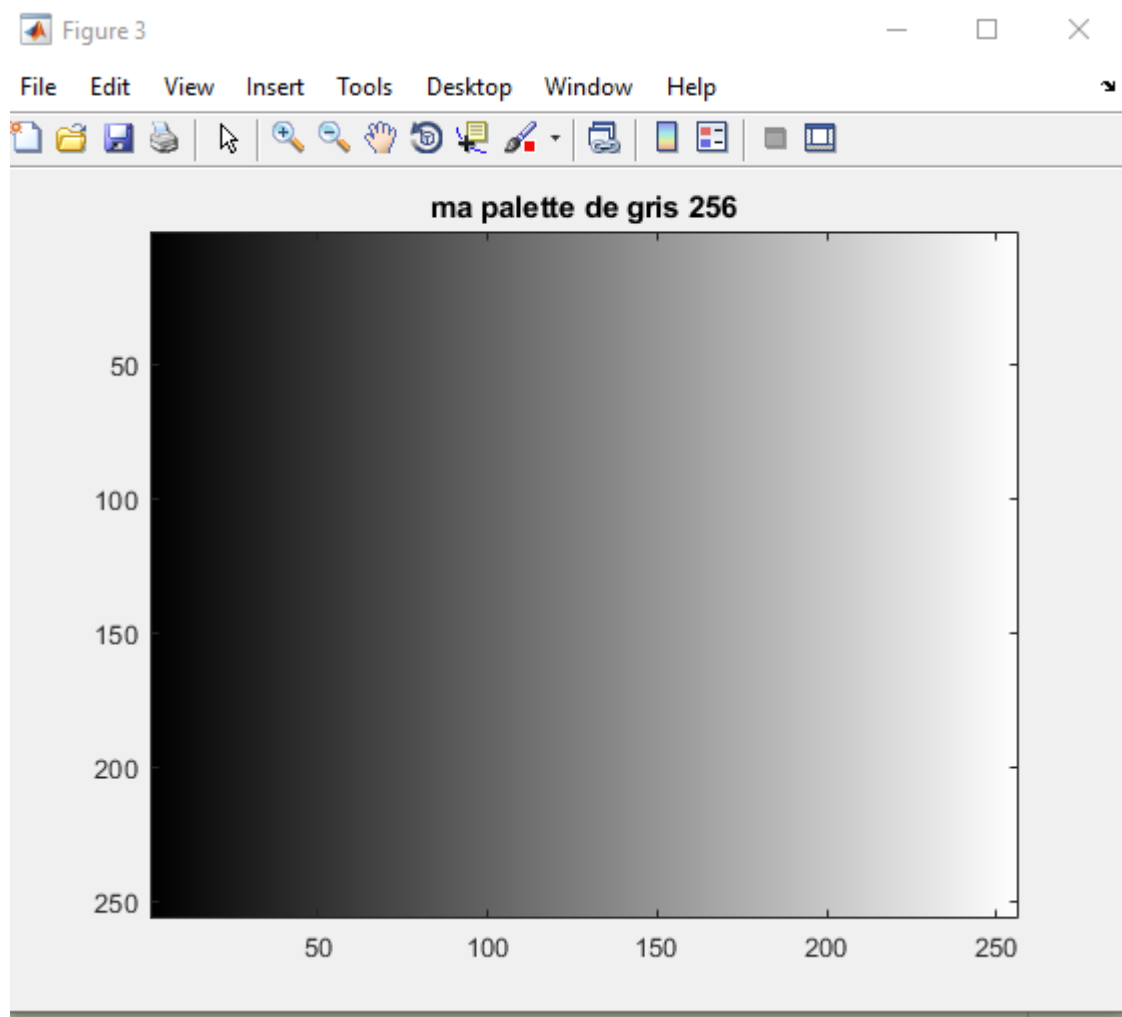 Figure 3
File Edit View Insert Tools Desktop Window Help
ma palette de gris 256
50
100
150
200
250
50 100 150 200 250